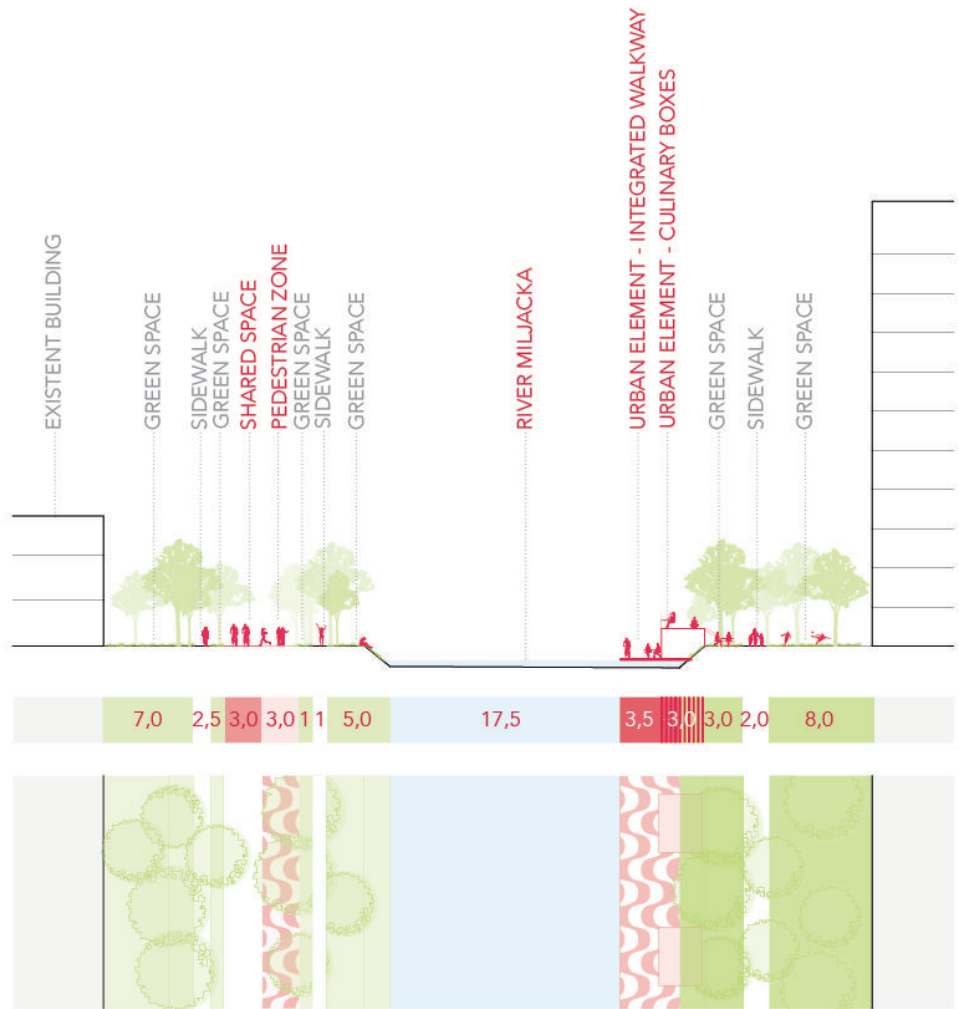 EXISTENT BUILDING
GREEN SPACE
SIDEWALK
GREEN SPACE
SHARED SPACE
PEDESTRIAN ZONE
GREEN SPACE
SIDEWALK
GREEN SPACE
RIVER MILJACKA
URBAN ELEMENT - INTEGRATED WALKWAY
URBAN ELEMENT - CULINARY BOXES
GREEN SPACE
SIDEWALK
GREEN SPACE
7,0 2,5 3,0 3,0 1 1 5,0 17,5 3,5 3,0 3,0 2,0 8,0